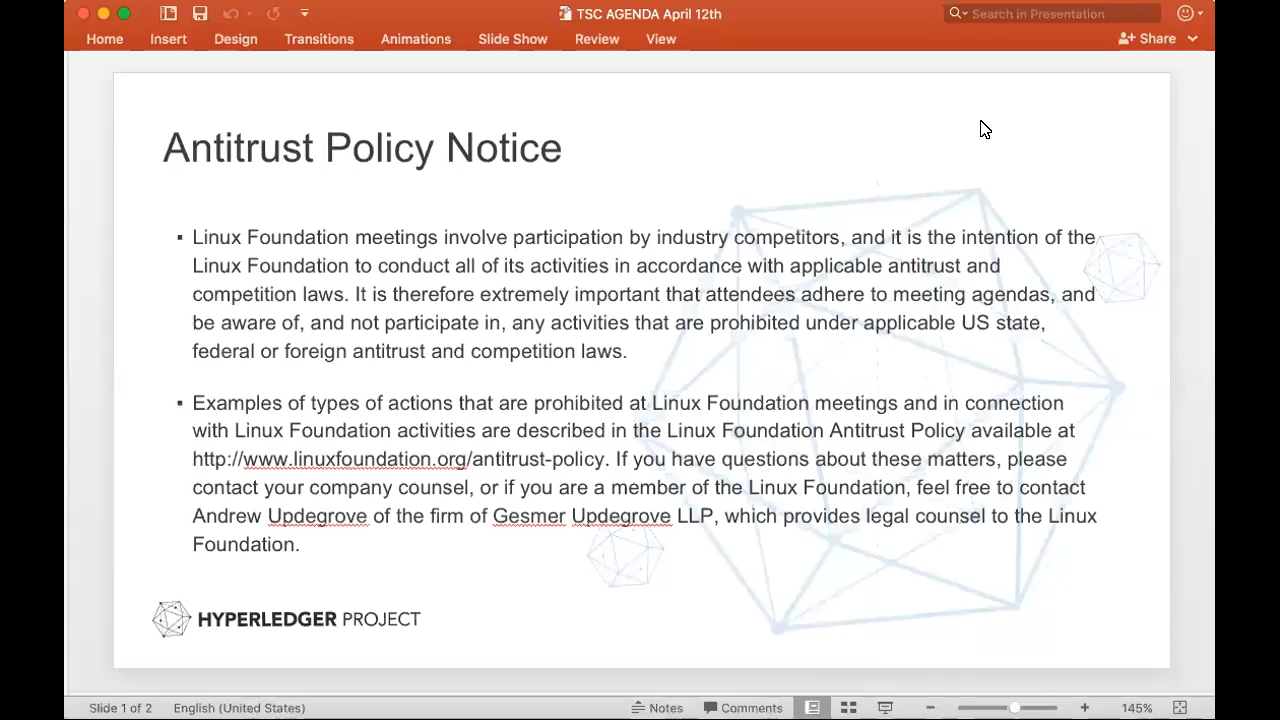 TSC AGENDA April 12th
Search in Presentation
Home Insert Design Transitions Animations Slide Show Review View
Share
Antitrust Policy Notice
▪ Linux Foundation meetings involve participation by industry competitors, and it is the intention of the
Linux Foundation to conduct all of its activities in accordance with applicable antitrust and
competition laws. It is therefore extremely important that attendees adhere to meeting agendas, and
be aware of, and not participate in, any activities that are prohibited under applicable US state,
federal or foreign antitrust and competition laws.
▪ Examples of types of actions that are prohibited at Linux Foundation meetings and in connection
with Linux Foundation activities are described in the Linux Foundation Antitrust Policy available at
http://www.linuxfoundation.org/antitrust-policy. If you have questions about these matters, please
contact your company counsel, or if you are a member of the Linux Foundation, feel free to contact
Andrew Updegrove of the firm of Gesmer Updegrove LLP, which provides legal counsel to the Linux
Foundation.
HYPERLEDGER PROJECT
Slide 1 of 2 English (United States) Notes Comments 145%